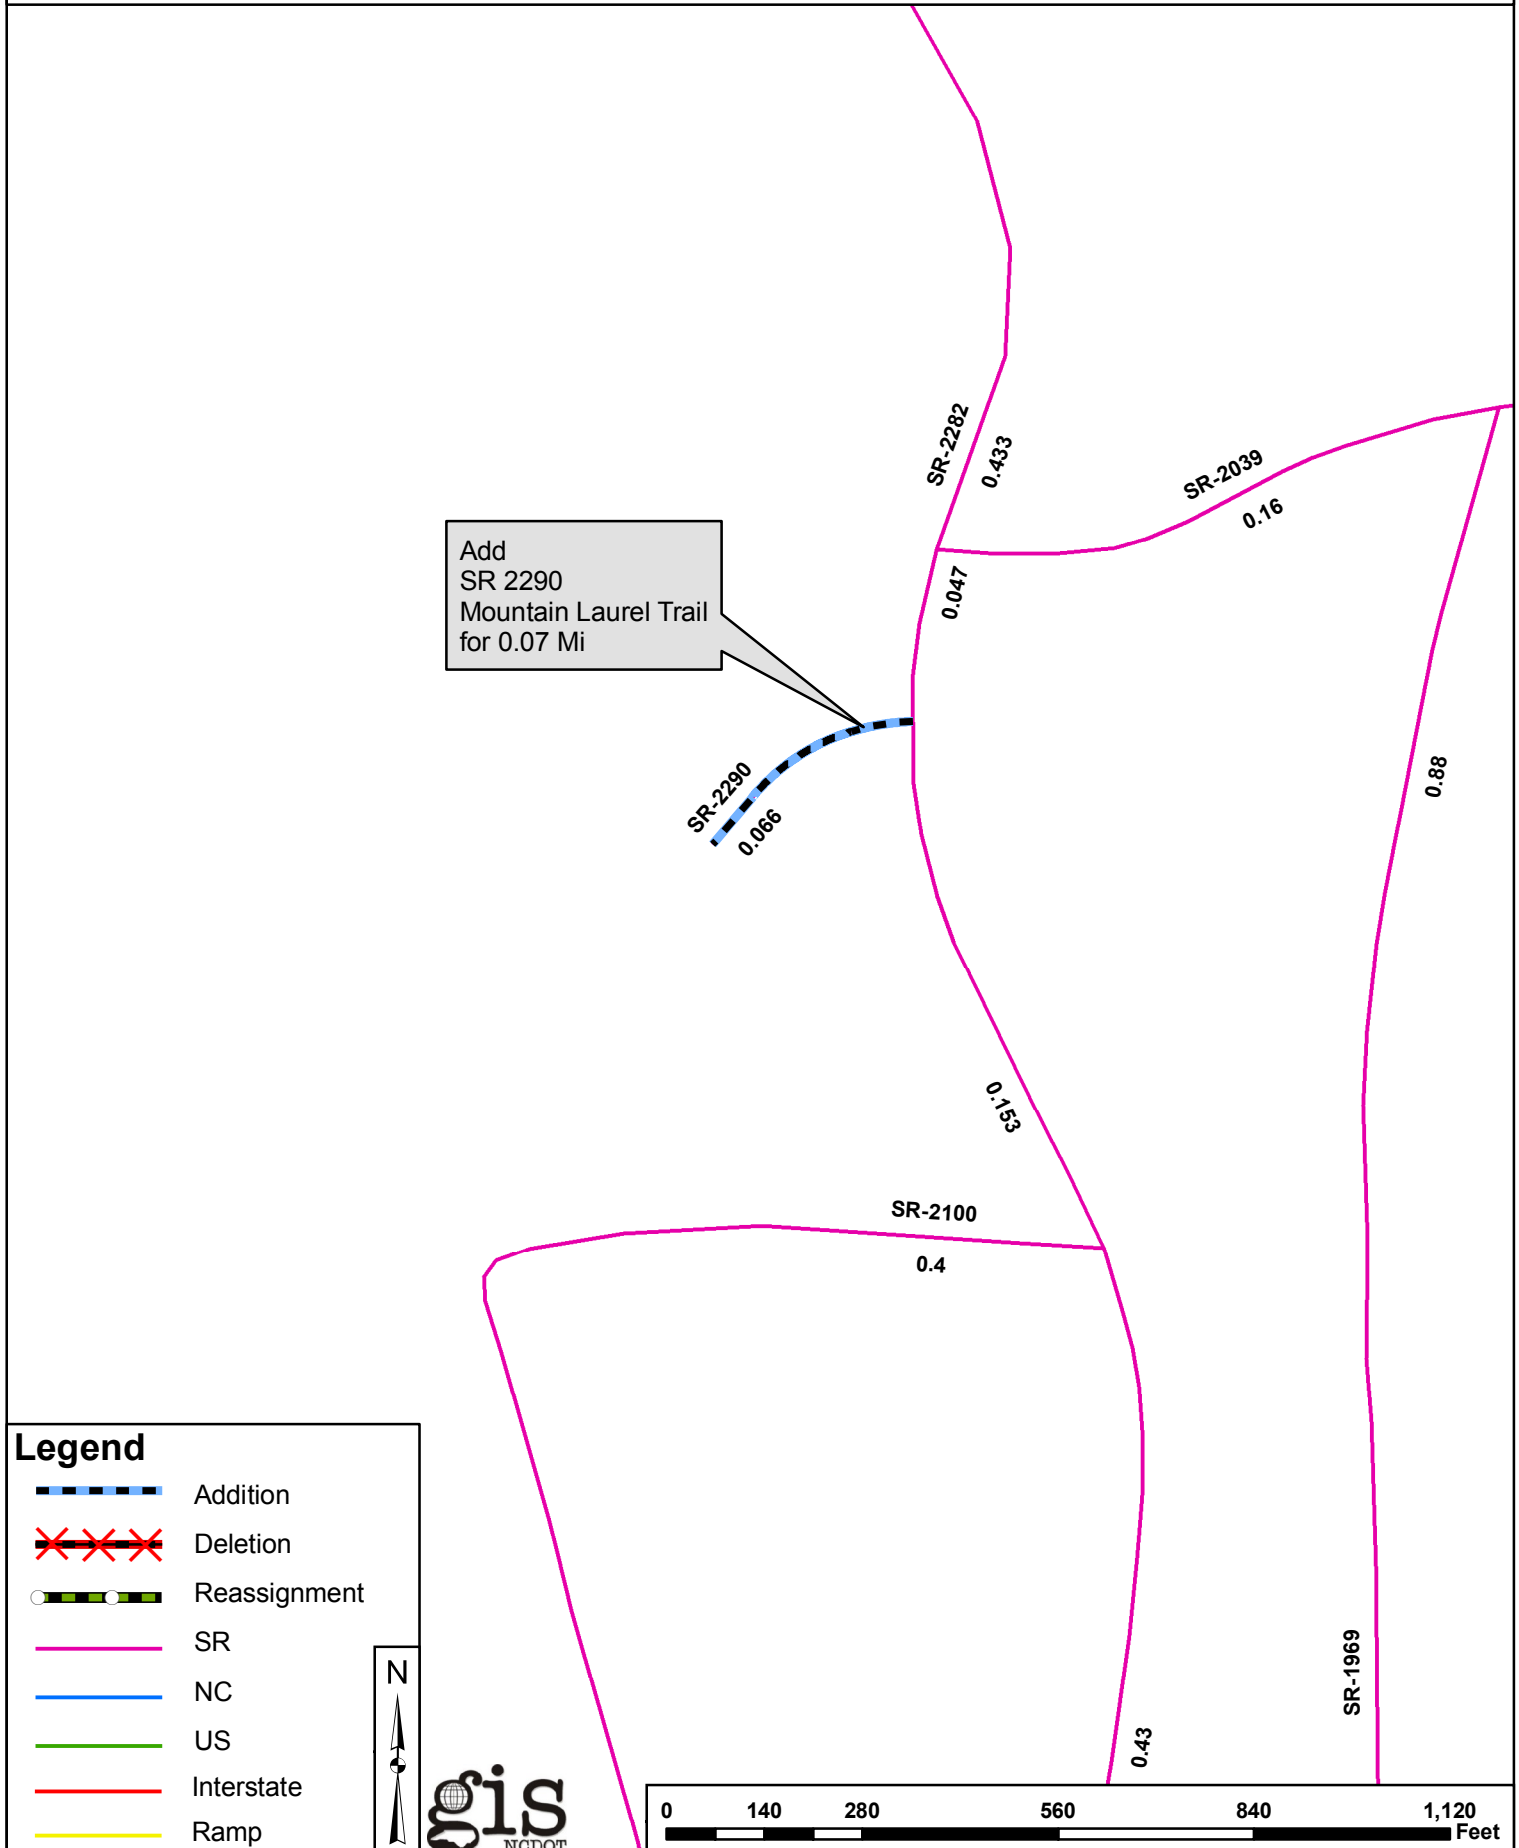 SR-2282
0.433
SR-2039
0.16
Add
SR 2290
Mountain Laurel Trail
for 0.07 Mi
0.047
SR-2290
0.066
0.88
0.153
SR-2100
0.4
SR-1969
0.43
Legend
Addition
Deletion
Reassignment
SR
NC
US
Interstate
Ramp
N
gis
NCDOT
0 140 280 560 840 1,120
Feet